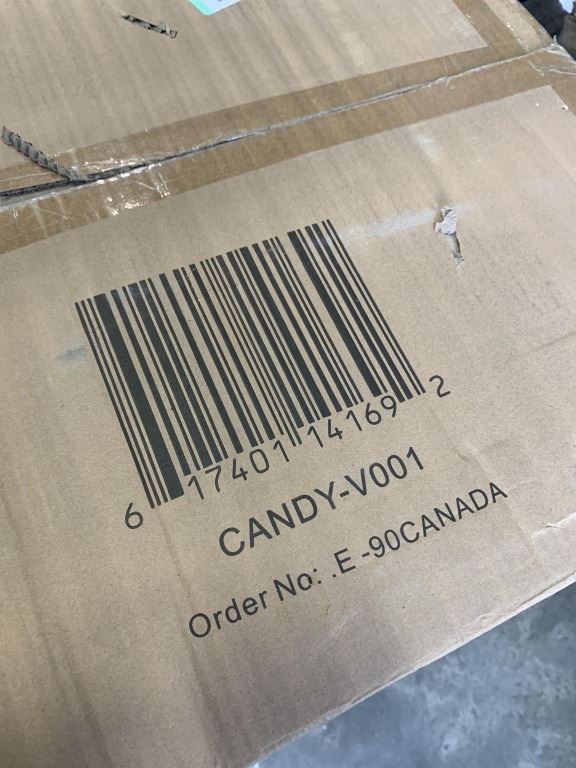 6 17401 14169 2
CANDY-V001
Order No: .E -90CANADA